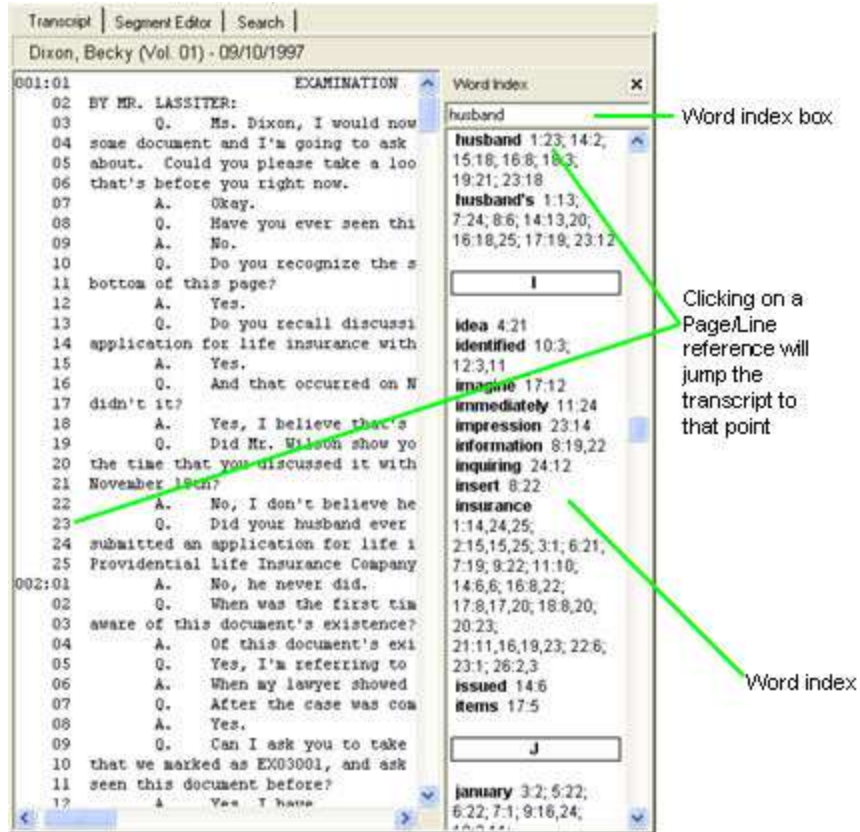 Transcript Segment Editor Search
Dixon, Becky (Vol. 01) - 09/10/1997
001:01 EXAMINATION
02 BY MR. LASSITER:
03 Q. Ms. Dixon, I would now
04 some document and I'm going to ask
05 about. Could you please take a loo
06 that's before you right now.
07 A. Okay.
08 Q. Have you ever seen thi
09 A. No.
10 Q. Do you recognize the s
11 bottom of this page?
12 A. Yes.
13 Q. Do you recall discussi
14 application for life insurance with
15 A. Yes.
16 Q. And that occurred on N
17 didn't it?
18 A. Yes, I believe that's
19 Q. Did Mr. Wilson show yo
20 the time that you discussed it with
21 November 18th?
22 A. No, I don't believe he
23 Q. Did your husband ever
24 submitted an application for life i
25 Providential Life Insurance Company
002:01 A. No, he never did.
02 Q. When was the first tim
03 aware of this document's existence?
04 A. Of this document's exi
05 Q. Yes, I'm referring to
06 A. When my lawyer showed
07 Q. After the case was com
08 A. Yes.
09 Q. Can I ask you to take
10 that we marked as EX03001, and ask
11 seen this document before?
12 A Yes I have
Word Index
husband
husband 1:23; 14:2;
15:18; 16:8; 18:3;
19:21; 23:18
husband's 1:13;
7:24; 8:6; 14:13,20;
16:18,25; 17:19; 23:12
I
idea 4:21
identified 10:3;
12:3,11
imagine 17:12
immediately 11:24
impression 23:14
information 8:19,22
inquiring 24:12
insert 8:22
insurance
1:14,24,25;
2:15,15,25; 3:1; 6:21,
7:19; 9:22; 11:10;
14:6,6; 16:8,22;
17:8,17,20; 18:8,20;
20:23;
21:11,16,19,23; 22:6;
23:1; 26:2,3
issued 14:6
items 17:5
J
january 3:2; 5:22;
6:22; 7:1; 9:16,24;
Word index box
Clicking on a
Page/Line
reference will
jump the
transcript to
that point
Word index